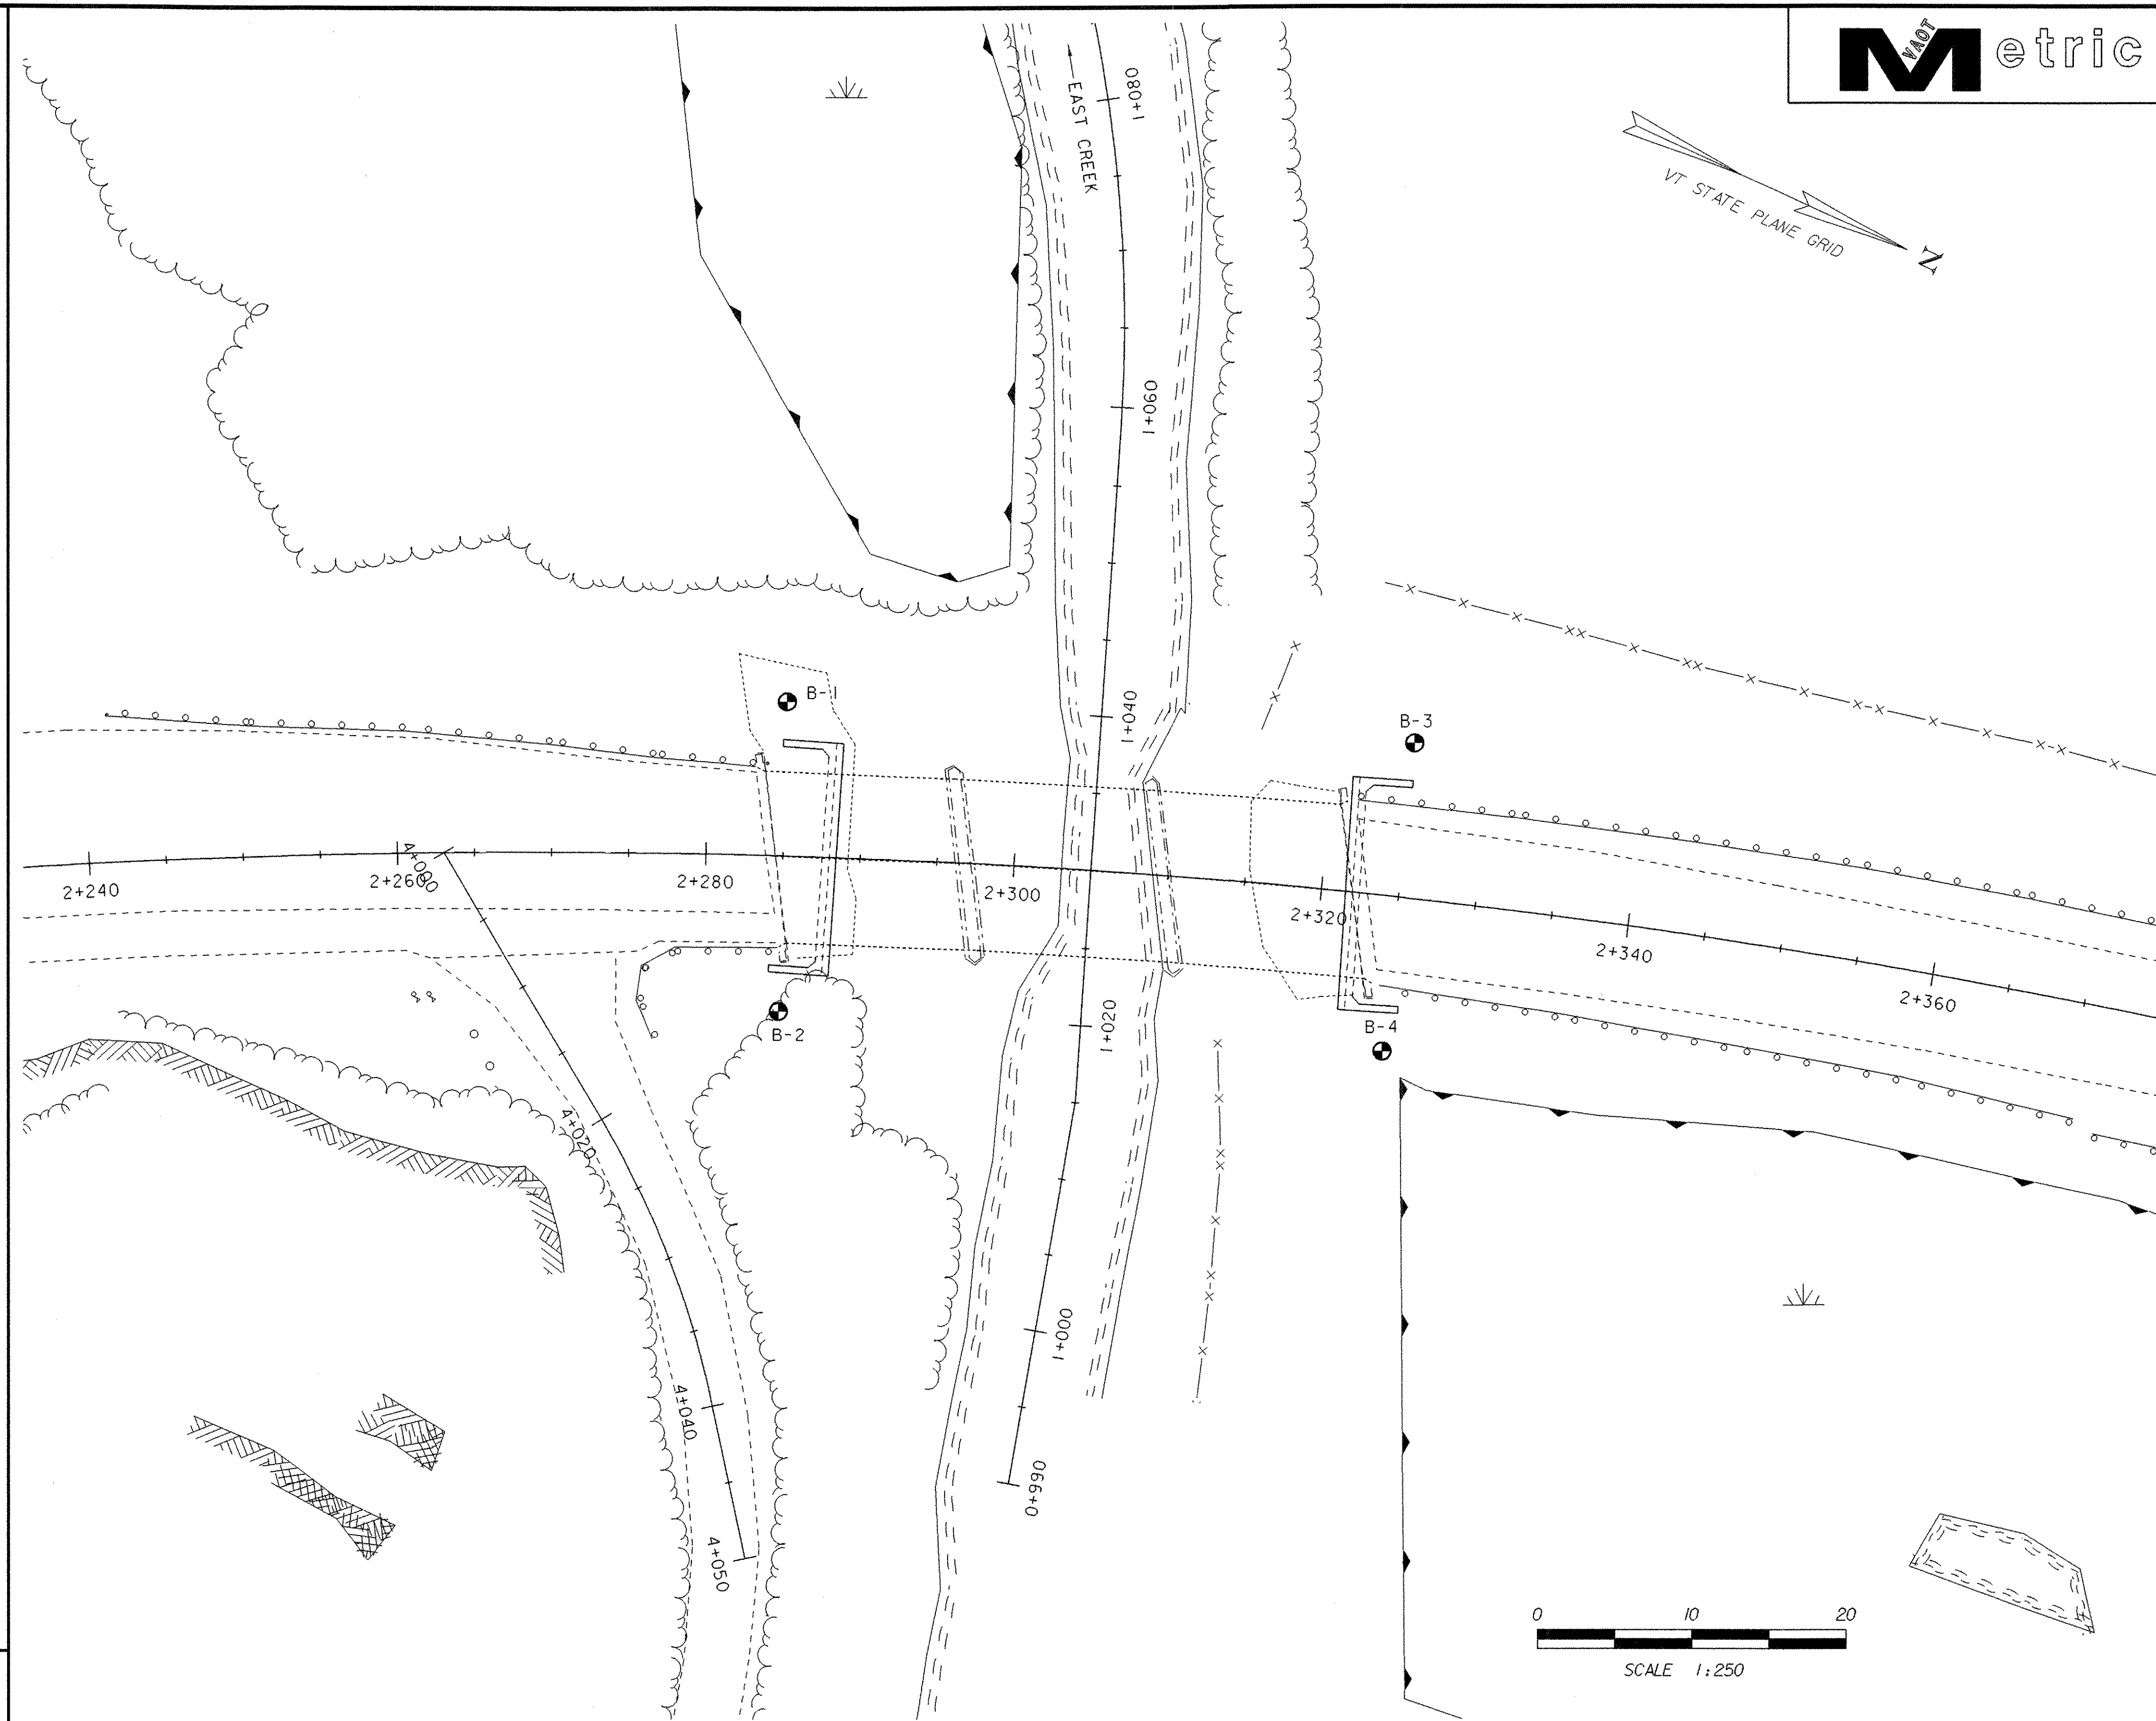 VAOT
Metric
1+080
EAST CREEK
VT STATE PLANE GRID
N
1+060
B-1
1+040
B-3
4+000
2+240
2+260
2+280
2+300
2+320
2+340
2+360
B-2
1+020
B-4
4+020
1+000
4+040
0+990
4+050
0 10 20
SCALE 1:250